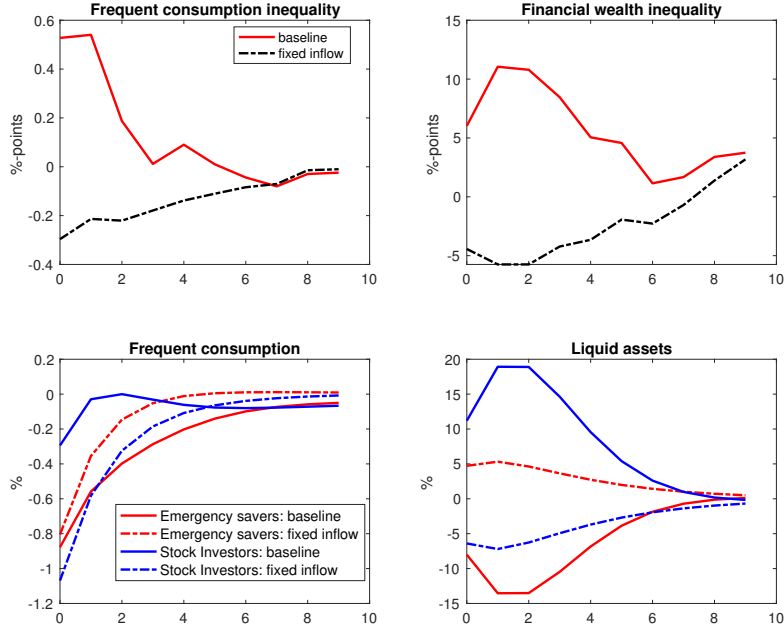 Frequent consumption inequality
0.6
0.4
0.2
0
-0.2
-0.4
%-points
baseline
fixed inflow
0 2 4 6 8 10
Financial wealth inequality
15
10
5
0
-5
%-points
0 2 4 6 8 10
Frequent consumption
0.2
0
-0.2
-0.4
-0.6
-0.8
-1
-1.2
%
Emergency savers: baseline
Emergency savers: fixed inflow
Stock Investors: baseline
Stock Investors: fixed inflow
0 2 4 6 8 10
Liquid assets
20
15
10
5
0
-5
-10
-15
%
0 2 4 6 8 10